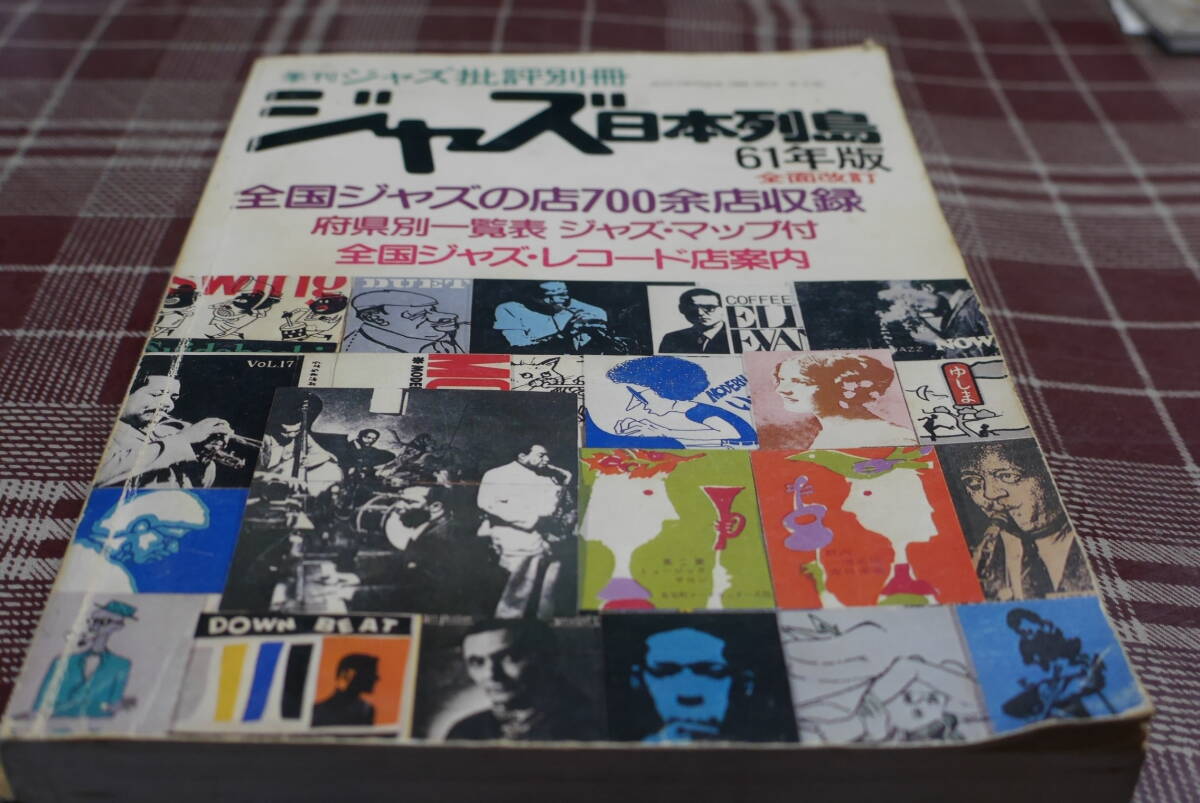 季刊ジャズ批評別冊
ジャズ日本列島
61年版
全面改訂
全国ジャズの店700余店収録
府県別一覧表 ジャズ・マップ付
全国ジャズ・レコード店案内
Swing
DUET
COFFEE
JAZZ NOW
VOL.17
MODERN
ゆしま
DOWN BEAT